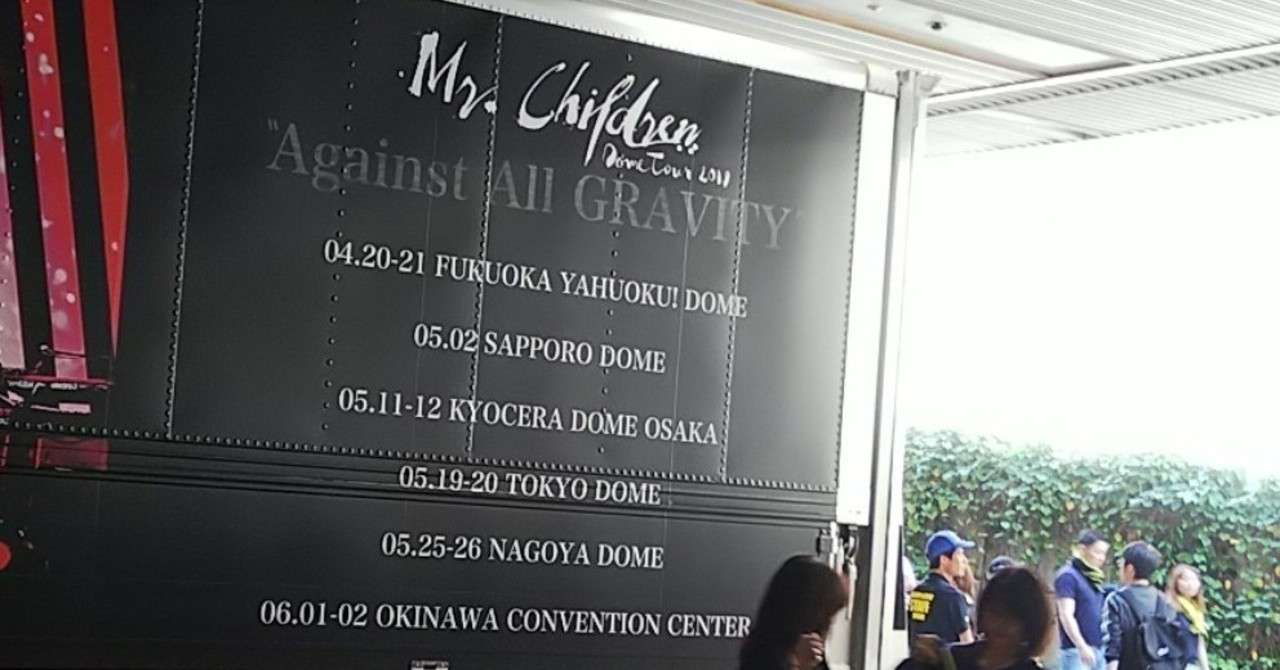 Mr. Children
Dome Tour 2019
"Against All GRAVITY"
04.20-21 FUKUOKA YAHUOKU! DOME
05.02 SAPPORO DOME
05.11-12 KYOCERA DOME OSAKA
05.19-20 TOKYO DOME
05.25-26 NAGOYA DOME
06.01-02 OKINAWA CONVENTION CENTER
STAFF